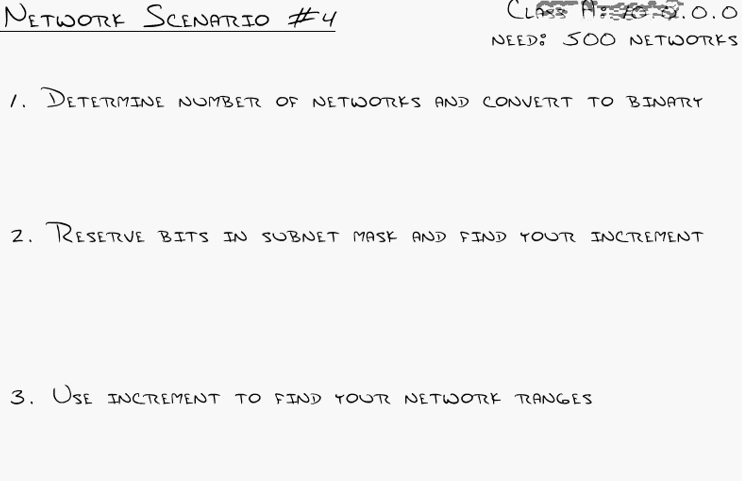 Network Scenario #4
Class A: .0.0
Need: 500 networks
1. Determine number of networks and convert to binary
2. Reserve bits in subnet mask and find your increment
3. Use increment to find your network ranges